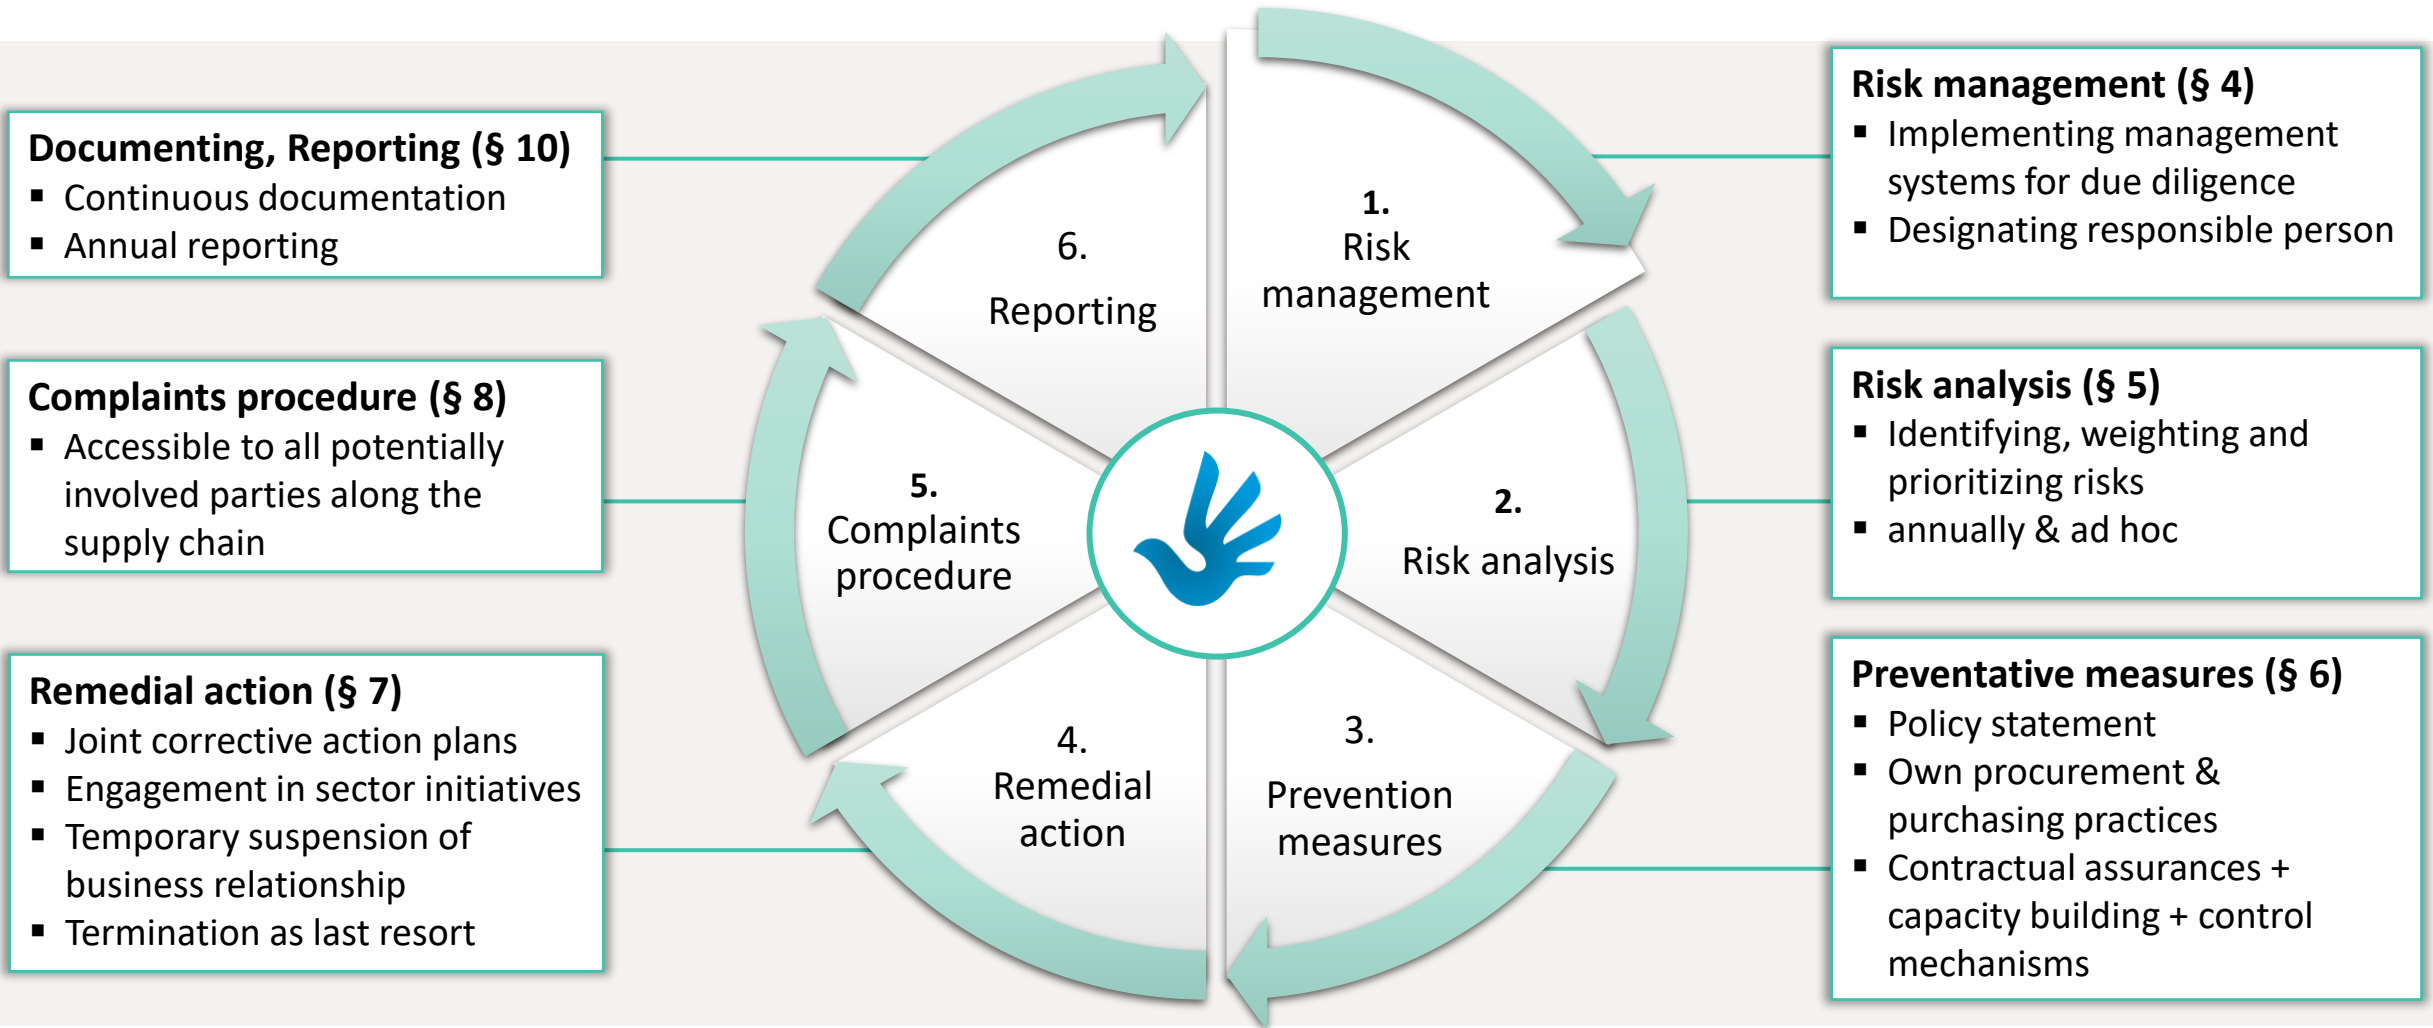 Documenting, Reporting (§ 10)
▪ Continuous documentation
▪ Annual reporting
Complaints procedure (§ 8)
▪ Accessible to all potentially
involved parties along the
supply chain
Remedial action (§ 7)
▪ Joint corrective action plans
▪ Engagement in sector initiatives
▪ Temporary suspension of
business relationship
▪ Termination as last resort
1.
Risk
management
2.
Risk analysis
3.
Prevention
measures
4.
Remedial
action
5.
Complaints
procedure
6.
Reporting
Risk management (§ 4)
▪ Implementing management
systems for due diligence
▪ Designating responsible person
Risk analysis (§ 5)
▪ Identifying, weighting and
prioritizing risks
▪ annually & ad hoc
Preventative measures (§ 6)
▪ Policy statement
▪ Own procurement &
purchasing practices
▪ Contractual assurances +
capacity building + control
mechanisms